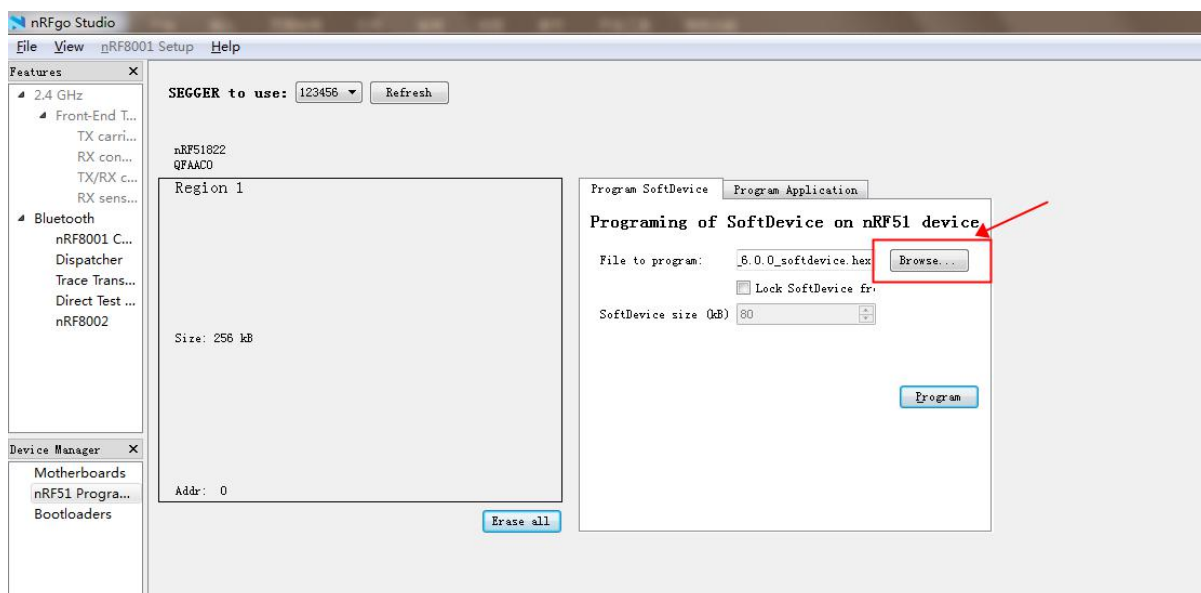 nRFgo Studio
File View nRF8001 Setup Help
Features
2.4 GHz
Front-End T...
TX carri...
RX con...
TX/RX c...
RX sens...
Bluetooth
nRF8001 C...
Dispatcher
Trace Trans...
Direct Test ...
nRF8002
Device Manager
Motherboards
nRF51 Progra...
Bootloaders
SEGGER to use: 123456 Refresh
nRF51822
QFAAC0
Region 1
Size: 256 kB
Addr: 0
Erase all
Program SoftDevice Program Application
Programing of SoftDevice on nRF51 device
File to program: _6.0.0_softdevice.hex Browse...
Lock SoftDevice fr
SoftDevice size (kB) 80
Program